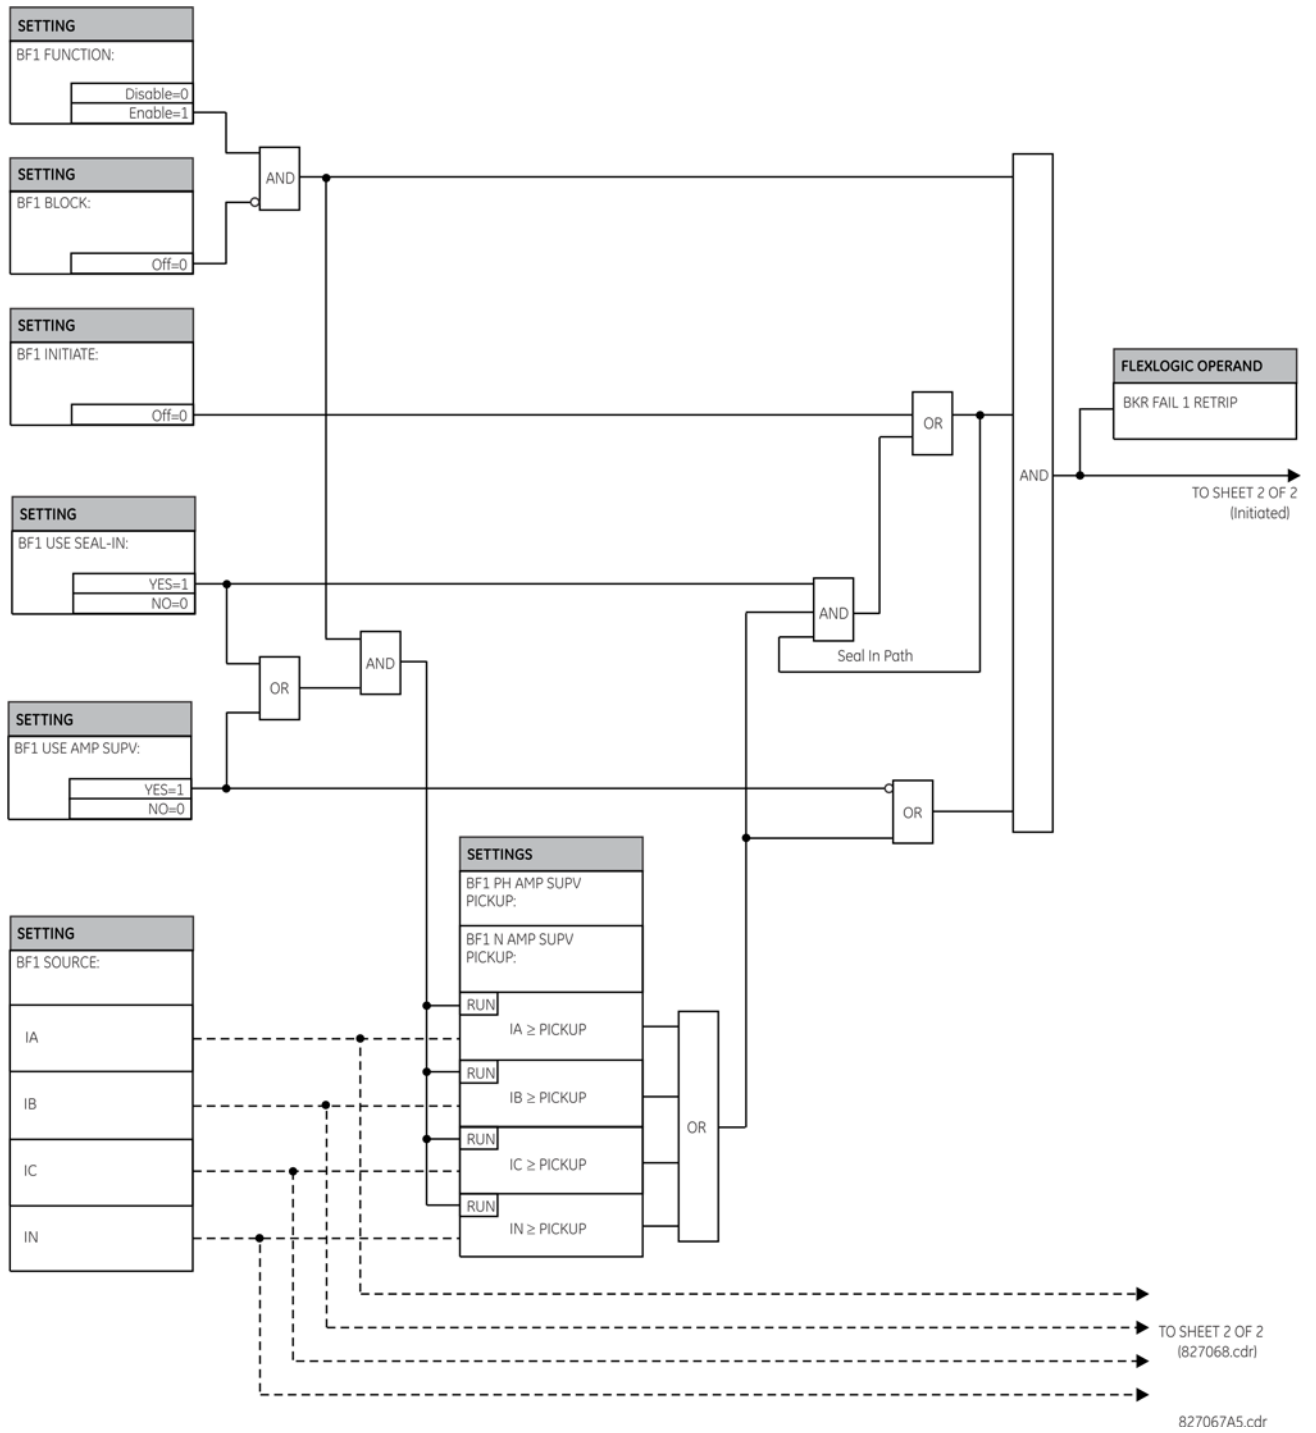 SETTING
BF1 FUNCTION:
Disable=0
Enable=1
AND
SETTING
BF1 BLOCK:
Off=0
SETTING
BF1 INITIATE:
Off=0
OR
FLEXLOGIC OPERAND
BKR FAIL 1 RETRIP
AND
TO SHEET 2 OF 2
(Initiated)
SETTING
BF1 USE SEAL-IN:
YES=1
NO=0
AND
Seal In Path
AND
OR
SETTING
BF1 USE AMP SUPV:
YES=1
NO=0
OR
SETTINGS
BF1 PH AMP SUPV
PICKUP:
BF1 N AMP SUPV
PICKUP:
RUN
IA ≥ PICKUP
RUN
IB ≥ PICKUP
RUN
IC ≥ PICKUP
RUN
IN ≥ PICKUP
OR
SETTING
BF1 SOURCE:
IA
IB
IC
IN
TO SHEET 2 OF 2
(827068.cdr)
827067A5.cdr